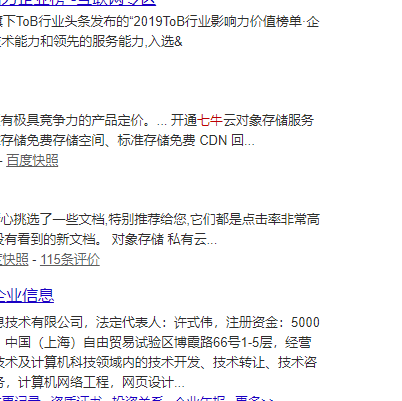 力企业榜 -互联网专区
下ToB行业头条发布的“2019ToB行业影响力价值榜单·企
术能力和领先的服务能力,入选&
有极具竞争力的产品定价。... 开通七牛云对象存储服务
存储免费存储空间、标准存储免费 CDN 回...
- 百度快照
心挑选了一些文档,特别推荐给您,它们都是点击率非常高
没有看到的新文档。 对象存储 私有云...
度快照 - 115条评价
企业信息
息技术有限公司，法定代表人：许式伟，注册资金：5000
中国（上海）自由贸易试验区博霞路66号1-5层，经营
技术及计算机科技领域内的技术开发、技术转让、技术咨
务，计算机网络工程，网页设计...